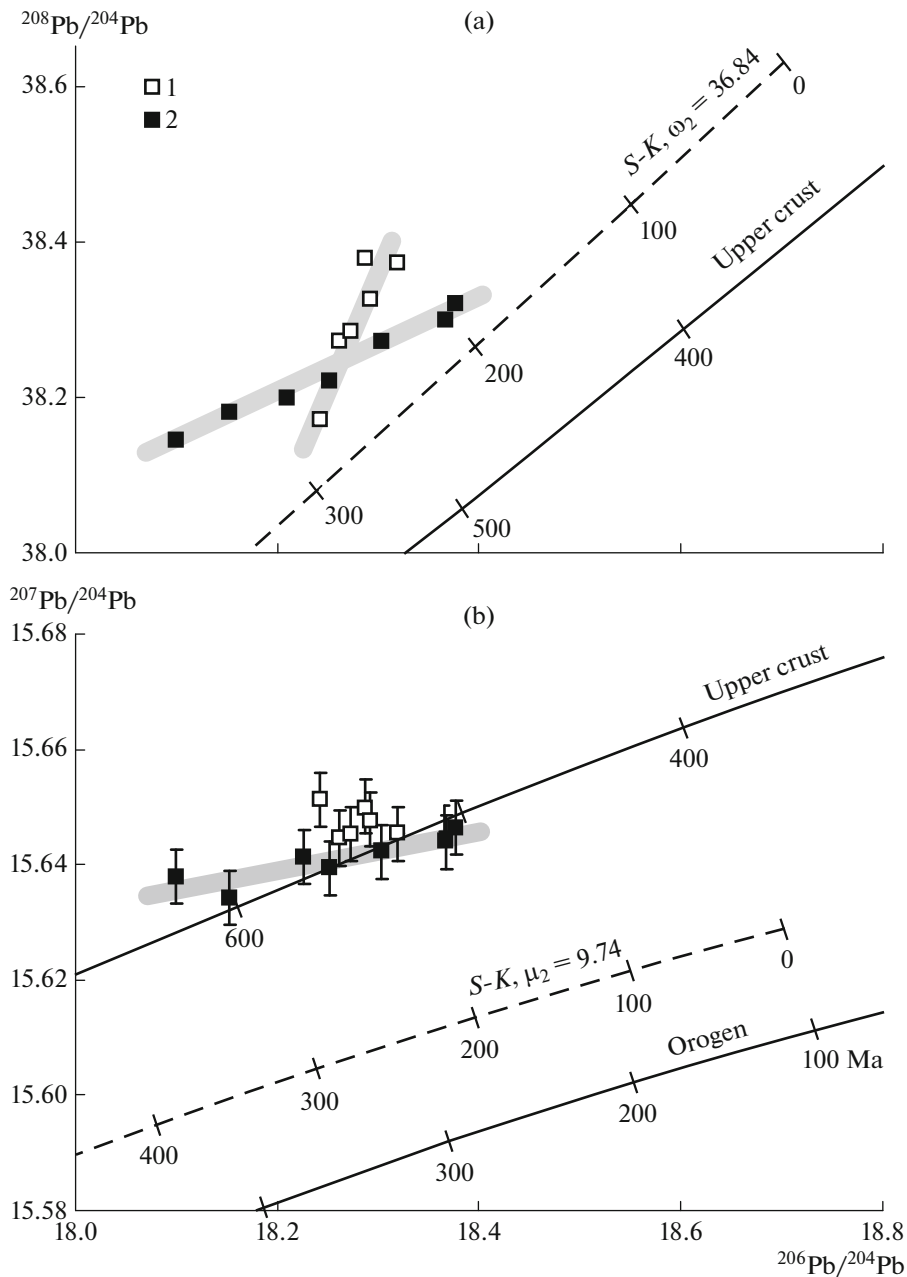 ²⁰⁸Pb/²⁰⁴Pb
(a)
38.6
1
2
S-K, ω₂ = 36.84
0
100
Upper crust
38.4
400
200
38.2
300
500
38.0
²⁰⁷Pb/²⁰⁴Pb
(b)
15.68
Upper crust
15.66
400
15.64
600
S-K, μ₂ = 9.74
0
15.62
100
200
Orogen
100 Ma
300
15.60
200
400
300
15.58
18.0 18.2 18.4 18.6 18.8
²⁰⁶Pb/²⁰⁴Pb